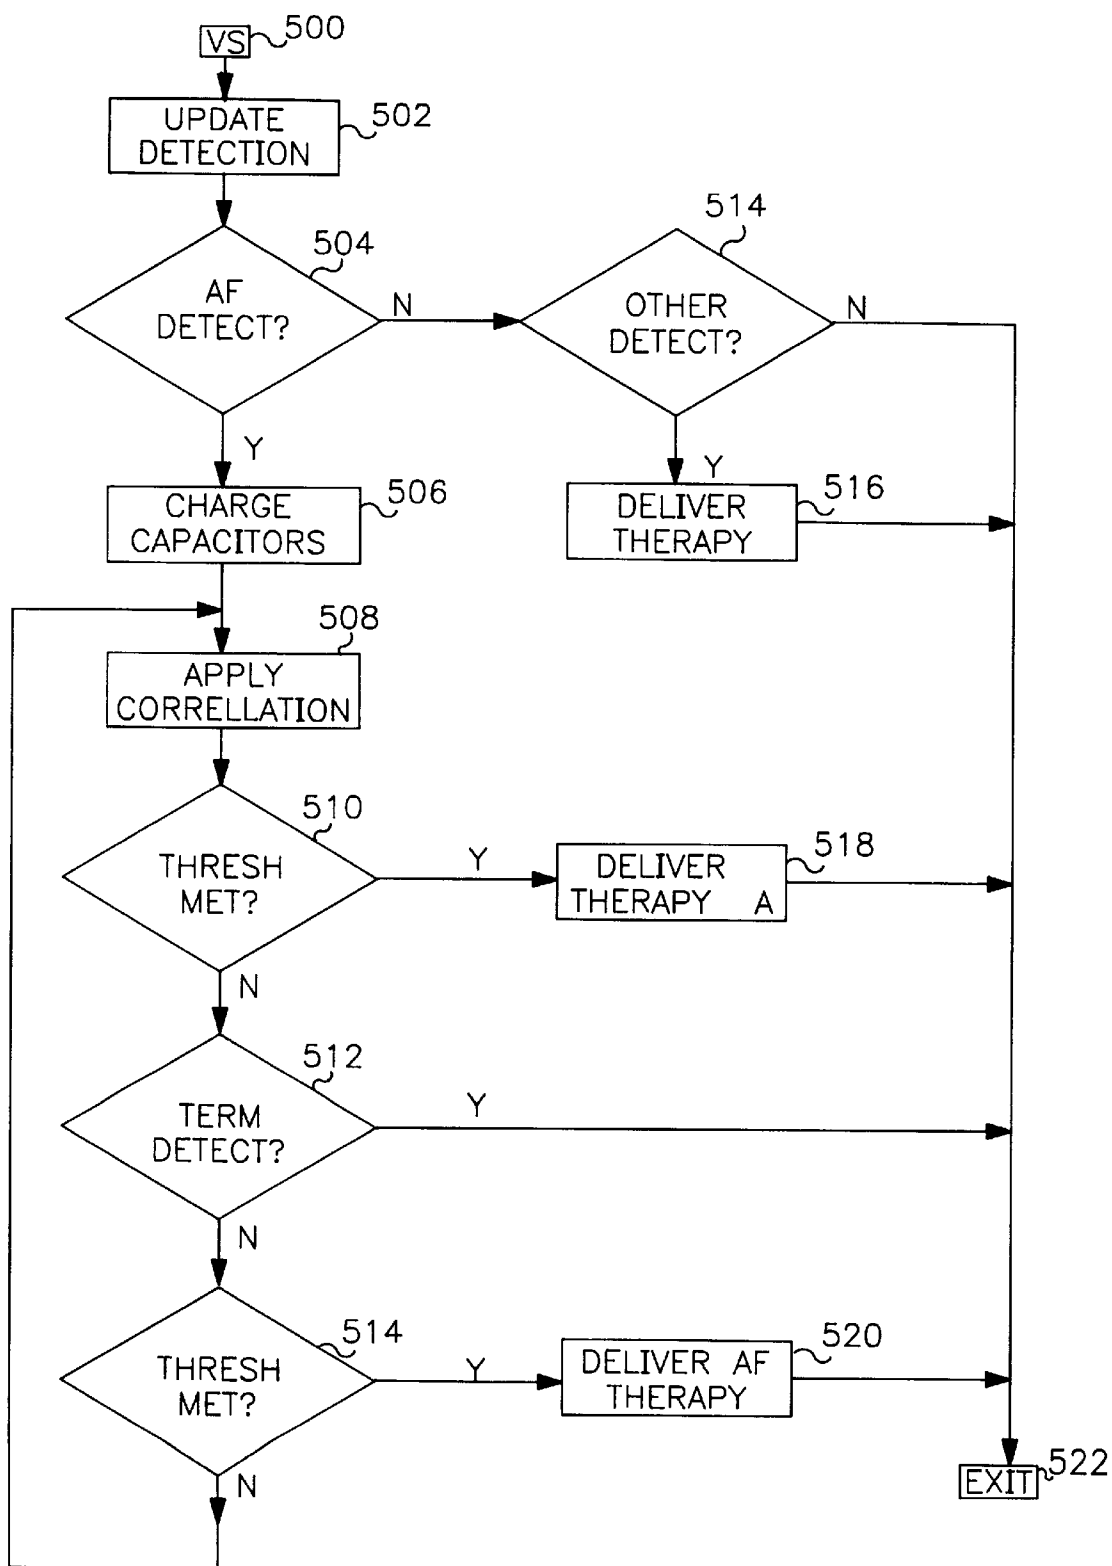 VS
500
UPDATE
DETECTION
502
AF
DETECT?
504
N
Y
OTHER
DETECT?
514
N
Y
DELIVER
THERAPY
516
CHARGE
CAPACITORS
506
APPLY
CORRELLATION
508
THRESH
MET?
510
Y
N
DELIVER
THERAPY A
518
TERM
DETECT?
512
Y
N
THRESH
MET?
514
Y
N
DELIVER AF
THERAPY
520
EXIT
522